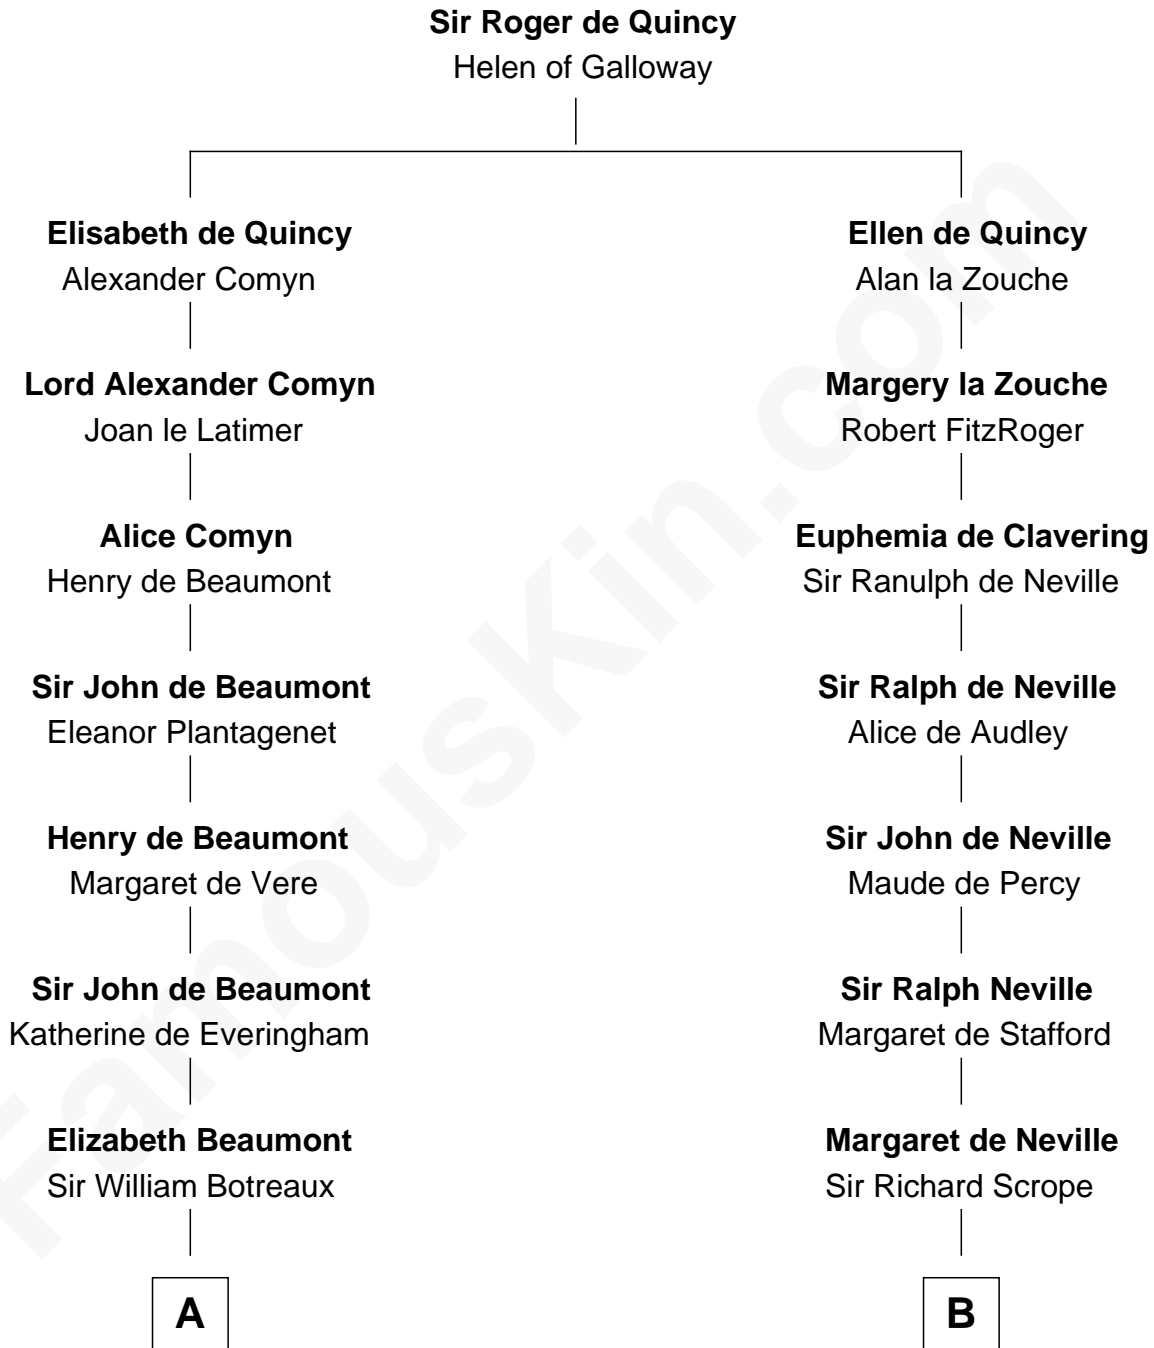 Sir Roger de Quincy
Helen of Galloway
Elisabeth de Quincy
Alexander Comyn
Ellen de Quincy
Alan la Zouche
Lord Alexander Comyn
Joan le Latimer
Margery la Zouche
Robert FitzRoger
Alice Comyn
Henry de Beaumont
Euphemia de Clavering
Sir Ranulph de Neville
Sir John de Beaumont
Eleanor Plantagenet
Sir Ralph de Neville
Alice de Audley
Henry de Beaumont
Margaret de Vere
Sir John de Neville
Maude de Percy
Sir John de Beaumont
Katherine de Everingham
Sir Ralph Neville
Margaret de Stafford
Elizabeth Beaumont
Sir William Botreaux
Margaret de Neville
Sir Richard Scrope
A
B
FamousKin.com